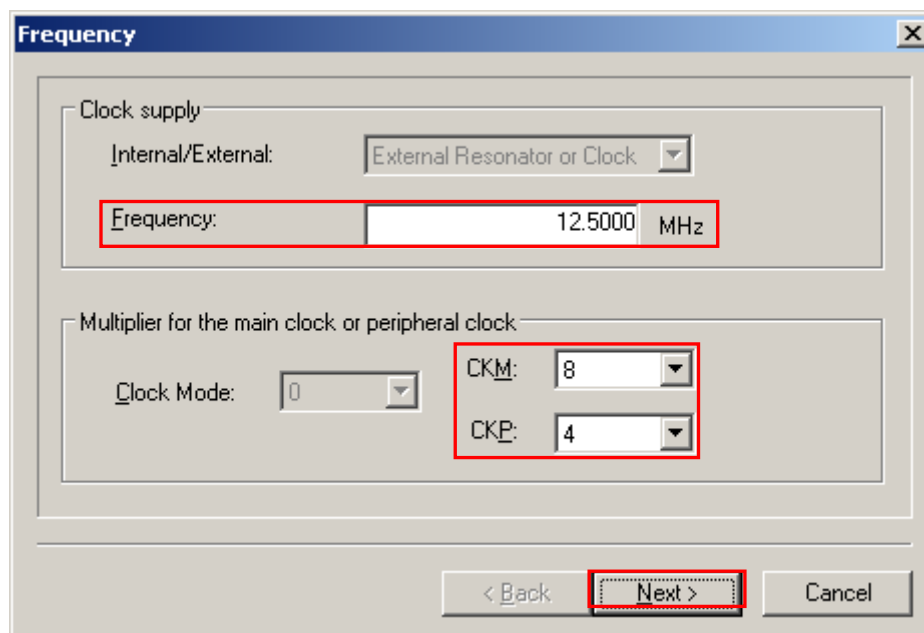 Frequency
Clock supply
Internal/External: External Resonator or Clock
Frequency: 12.5000 MHz
Multiplier for the main clock or peripheral clock
Clock Mode: 0 CKM: 8
CKP: 4
< Back Next > Cancel